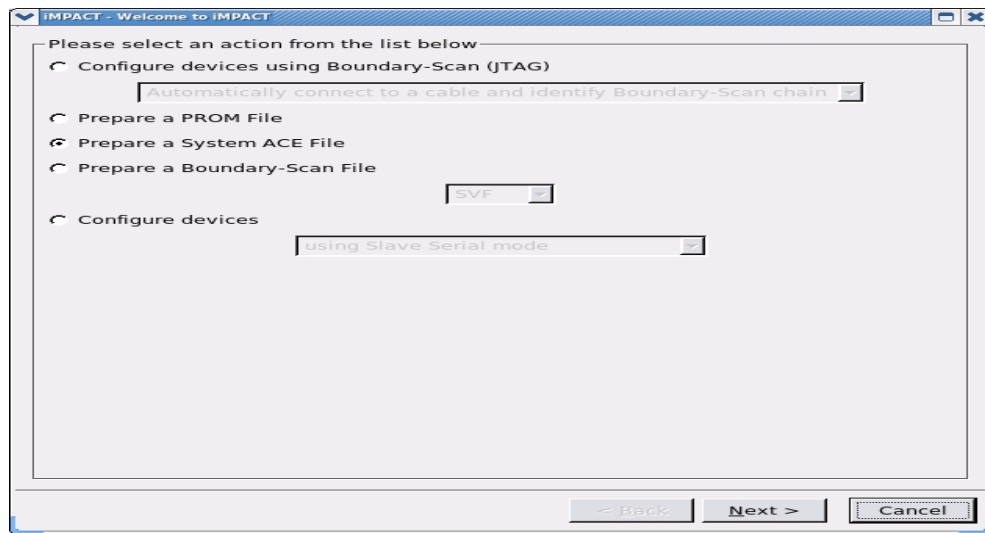 iMPACT - Welcome to iMPACT
Please select an action from the list below
Configure devices using Boundary-Scan (JTAG)
Automatically connect to a cable and identify Boundary-Scan chain
Prepare a PROM File
Prepare a System ACE File
Prepare a Boundary-Scan File
SVF
Configure devices
using Slave Serial mode
< Back Next > Cancel